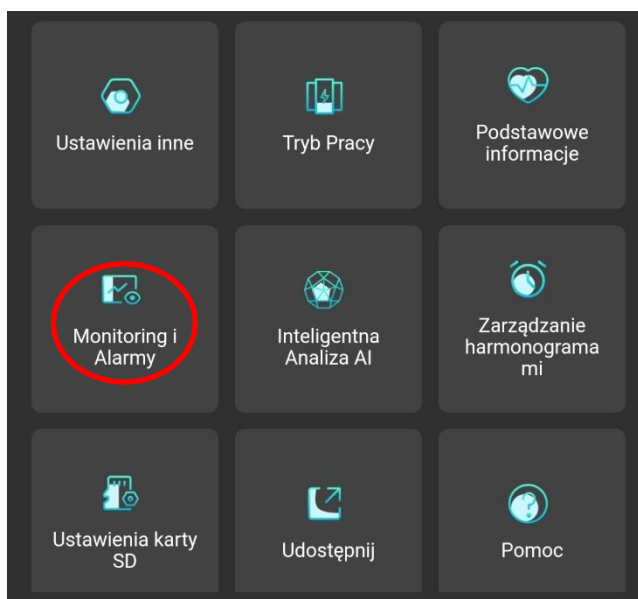 Ustawienia inne
Tryb Pracy
Podstawowe
informacje
Monitoring i
Alarmy
Inteligentna
Analiza AI
Zarządzanie
harmonograma
mi
Ustawienia karty
SD
Udostępnij
Pomoc